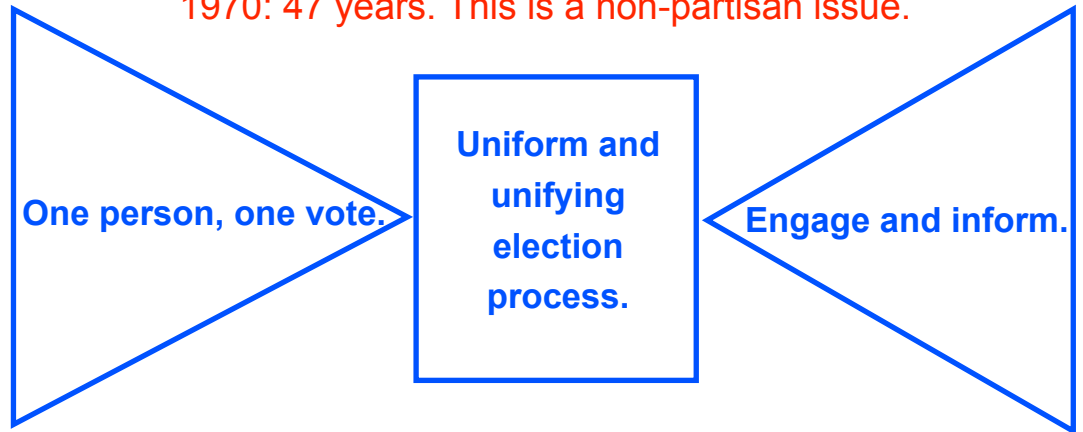 1970: 47 years. This is a non-partisan issue.
One person, one vote.
Uniform and
unifying
election
process.
Engage and inform.